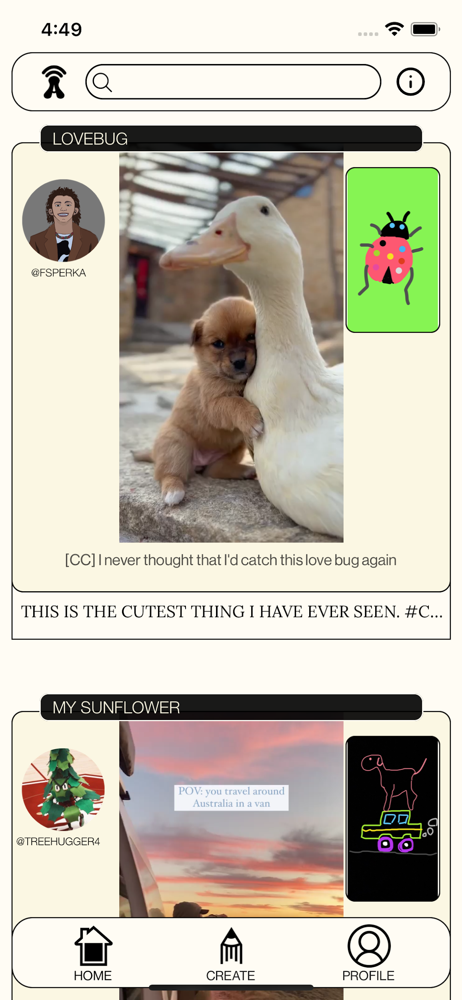 4:49
LOVEBUG
@FSPERKA
[CC] I never thought that I'd catch this love bug again
THIS IS THE CUTEST THING I HAVE EVER SEEN. #C...
MY SUNFLOWER
POV: you travel around
Australia in a van
@TREEHUGGER4
HOME
CREATE
PROFILE